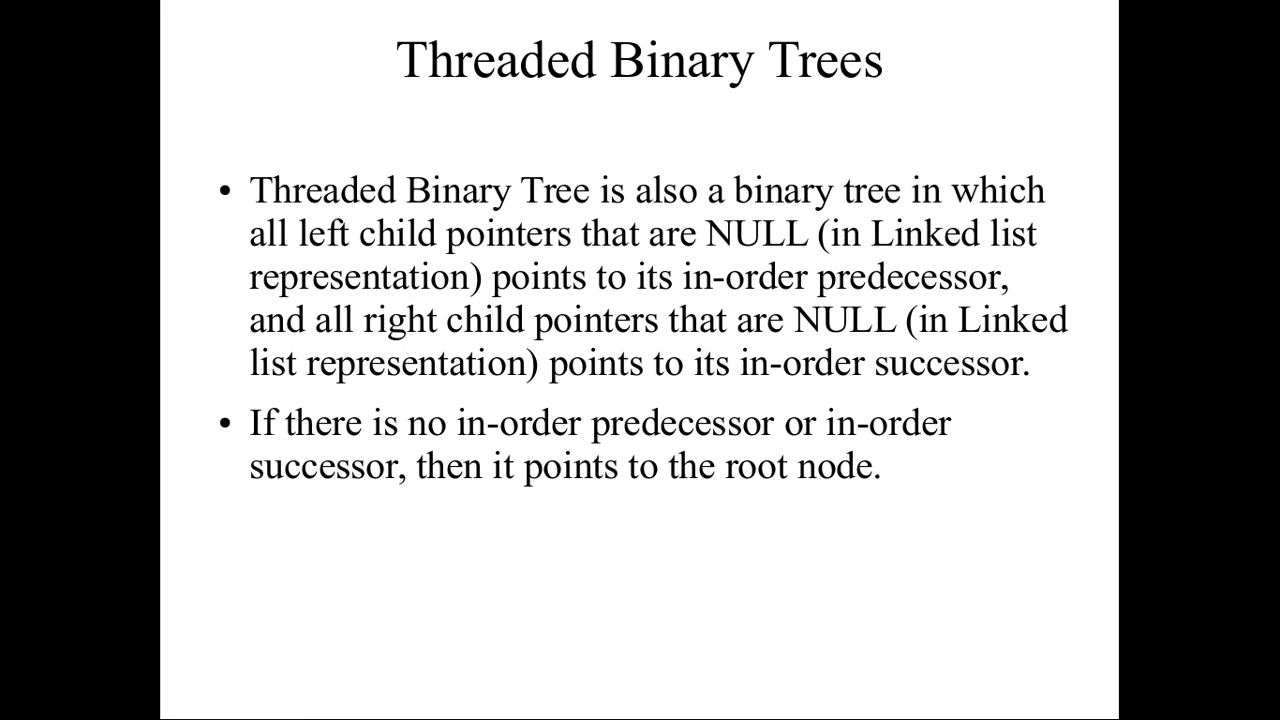 Threaded Binary Trees
• Threaded Binary Tree is also a binary tree in which
all left child pointers that are NULL (in Linked list
representation) points to its in-order predecessor,
and all right child pointers that are NULL (in Linked
list representation) points to its in-order successor.
• If there is no in-order predecessor or in-order
successor, then it points to the root node.